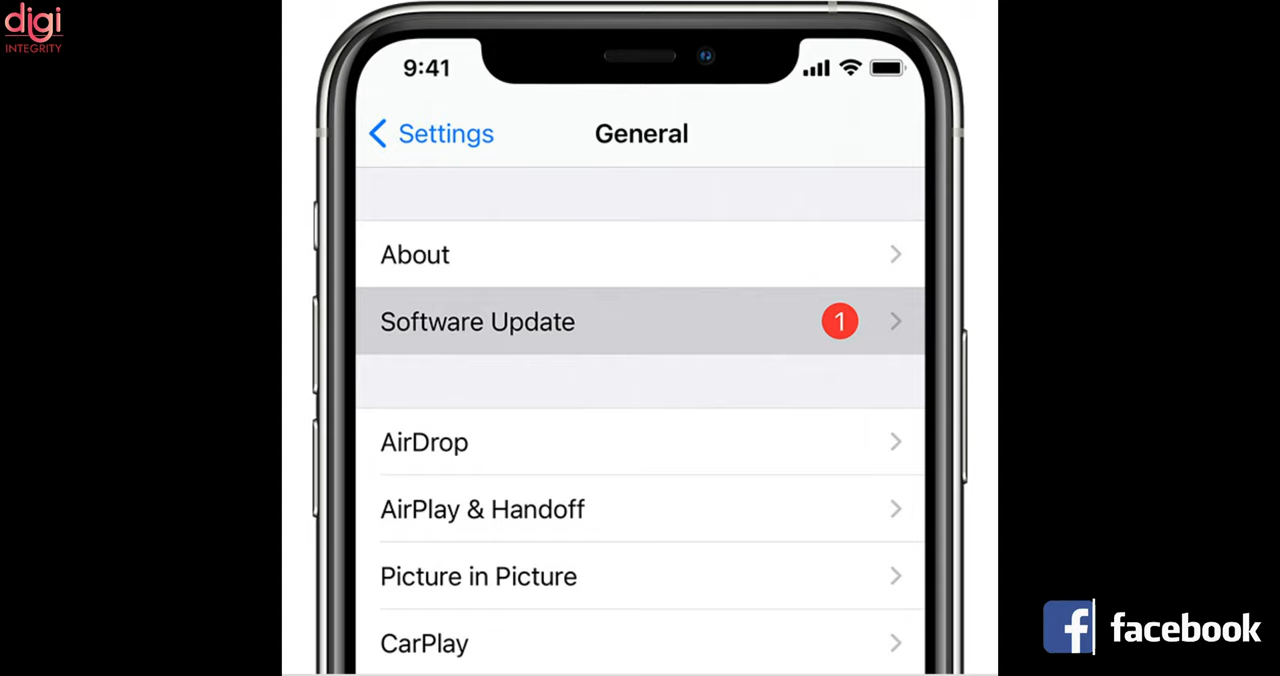 digi
INTEGRITY
9:41
Settings
General
About
Software Update 1
AirDrop
AirPlay & Handoff
Picture in Picture
CarPlay
f facebook